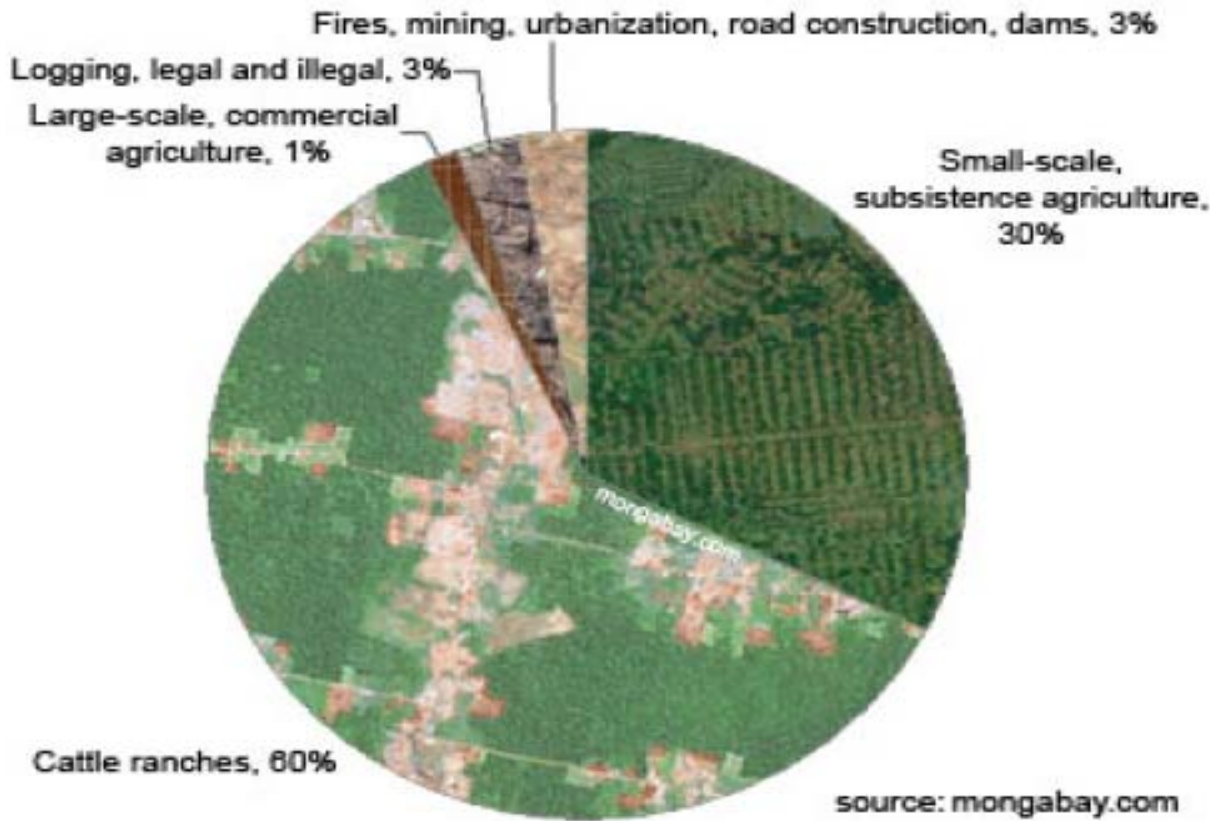 Fires, mining, urbanization, road construction, dams, 3%
Logging, legal and illegal, 3%
Large-scale, commercial
agriculture, 1%
Small-scale,
subsistence agriculture,
30%
mongabay.com
Cattle ranches, 60%
source: mongabay.com